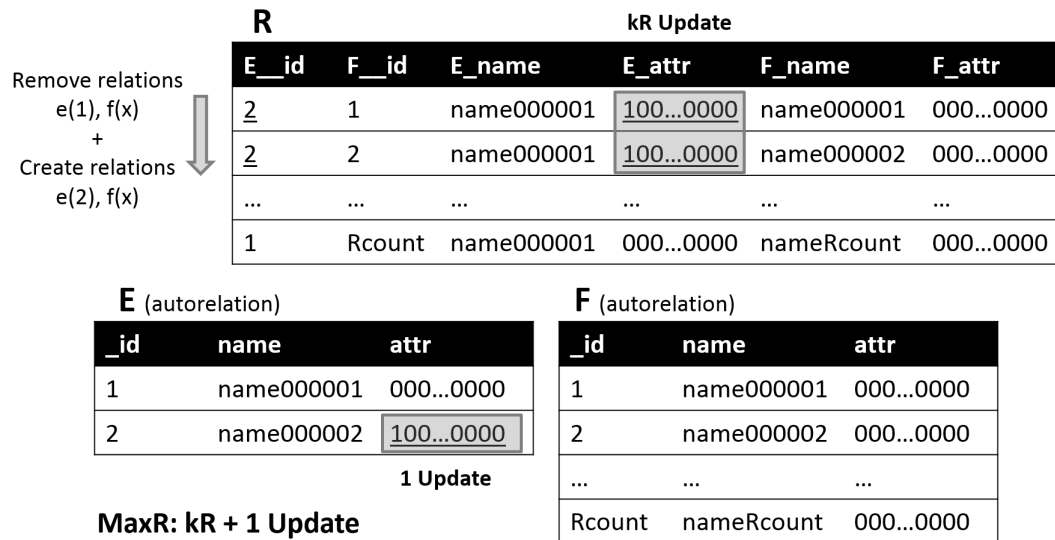 R
kR Update
Remove relations
e(1), f(x)
+
Create relations
e(2), f(x)
E__id F__id E_name E_attr F_name F_attr
2 1 name000001 100...0000 name000001 000...0000
2 2 name000001 100...0000 name000002 000...0000
... ... ... ... ... ...
1 Rcount name000001 000...0000 nameRcount 000...0000
E (autorelation)
_id name attr
1 name000001 000...0000
2 name000002 100...0000
1 Update
MaxR: kR + 1 Update
F (autorelation)
_id name attr
1 name000001 000...0000
2 name000002 000...0000
... ... ...
Rcount nameRcount 000...0000